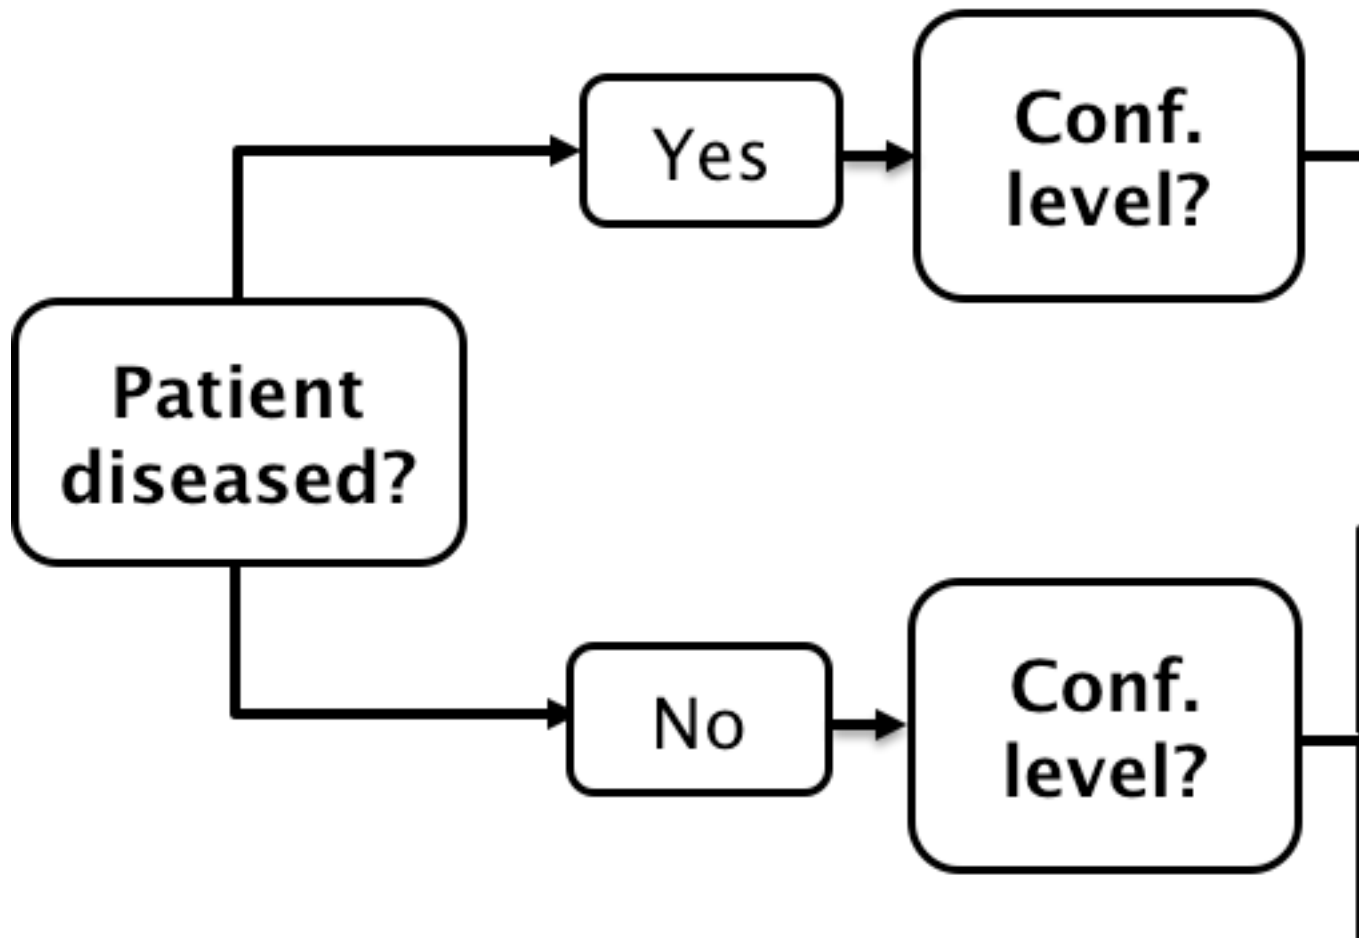 Yes
Conf.
level?
Patient
diseased?
No
Conf.
level?